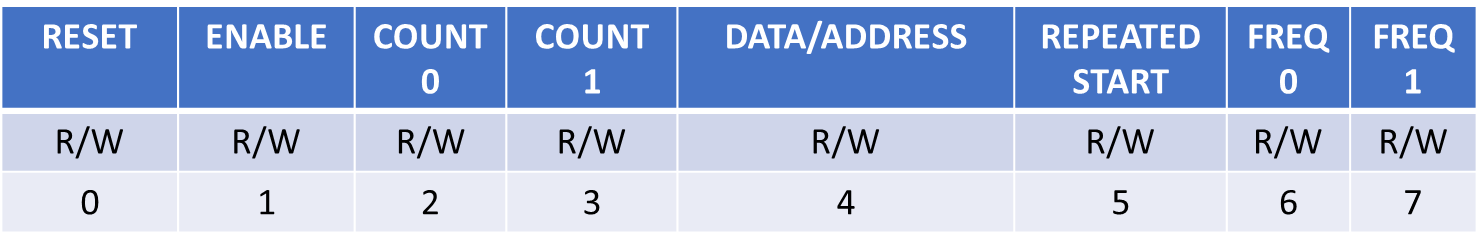 RESET ENABLE COUNT 0 COUNT 1 DATA/ADDRESS REPEATED START FREQ 0 FREQ 1
R/W R/W R/W R/W R/W R/W R/W R/W
0 1 2 3 4 5 6 7